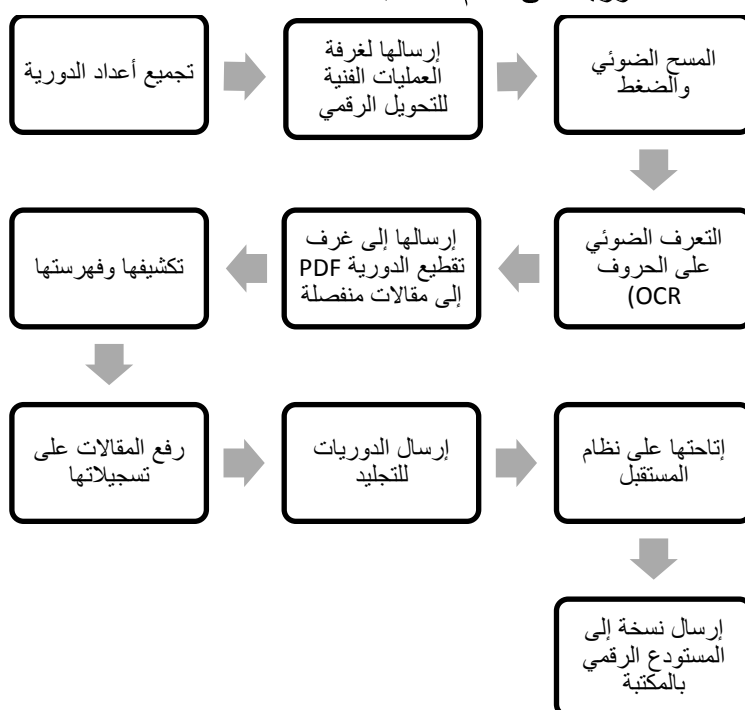 تجميع أعداد الدورية
إرسالها لغرفة
العمليات الفنية
للتحويل الرقمي
المسح الضوئي
والضغط
التعرف الضوئي
على الحروف
(OCR
إرسالها إلى غرف
تقطيع الدورية PDF
إلى مقالات منفصلة
تكشيفها وفهرستها
رفع المقالات على
تسجيلاتها
إرسال الدوريات
للتجليد
إتاحتها على نظام
المستقبل
إرسال نسخة إلى
المستودع الرقمي
بالمكتبة